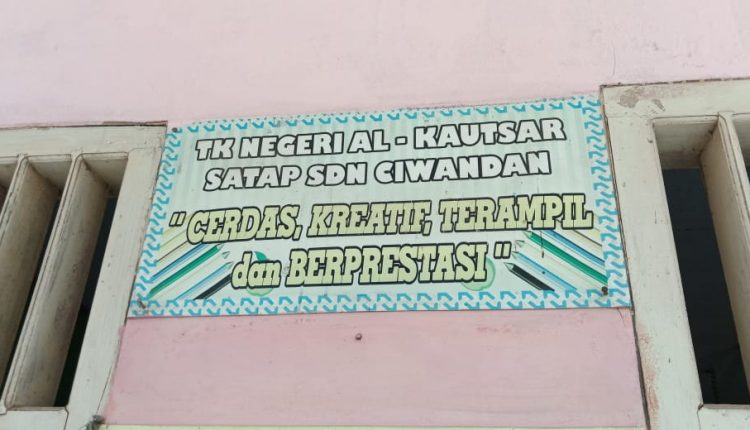 TK NEGERI AL - KAUTSAR
SATAP SDN CIWANDAN
" CERDAS, KREATIF, TERAMPIL
dan BERPRESTASI "